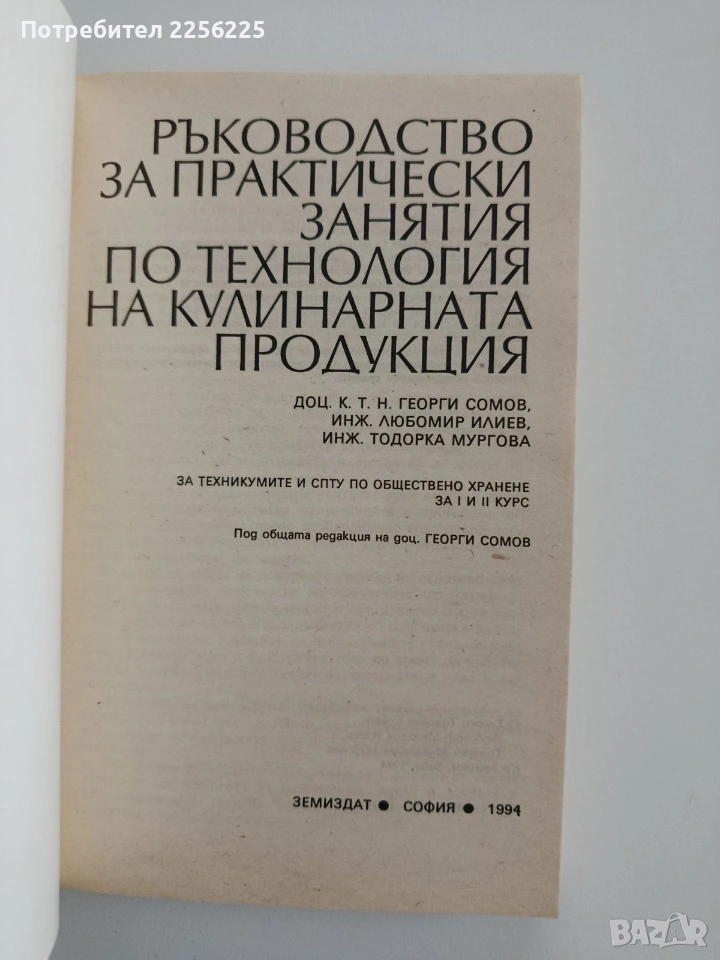 Потребител 2256225
РЪКОВОДСТВО
ЗА ПРАКТИЧЕСКИ
ЗАНЯТИЯ
ПО ТЕХНОЛОГИЯ
НА КУЛИНАРНАТА
ПРОДУКЦИЯ
ДОЦ. К. Т. Н. ГЕОРГИ СОМОВ,
ИНЖ. ЛЮБОМИР ИЛИЕВ,
ИНЖ. ТОДОРКА МУРГОВА
ЗА ТЕХНИКУМИТЕ И СПТУ ПО ОБЩЕСТВЕНО ХРАНЕНЕ
ЗА I И II КУРС
Под общата редакция на доц. ГЕОРГИ СОМОВ
ЗЕМИЗДАТ ● СОФИЯ ● 1994
BAZAR